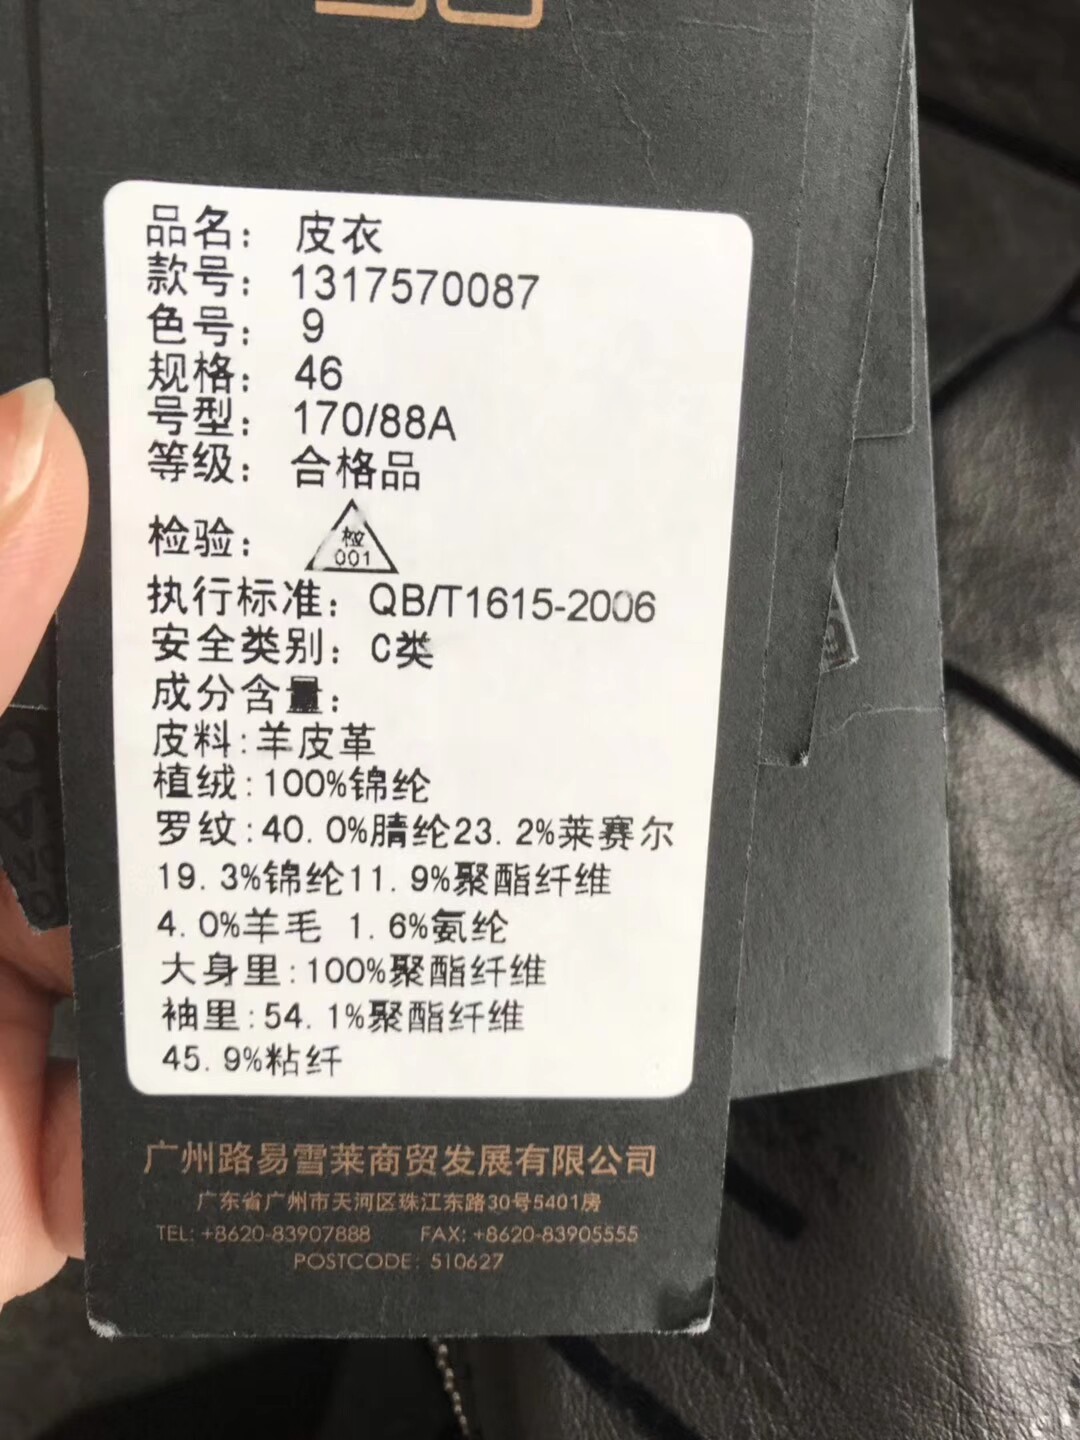 品名： 皮衣
款号： 1317570087
色号： 9
规格： 46
号型： 170/88A
等级： 合格品
检验： 检
001
执行标准： QB/T1615-2006
安全类别： C类
成分含量：
皮料:羊皮革
植绒:100%锦纶
罗纹:40.0%腈纶23.2%莱赛尔
19.3%锦纶11.9%聚酯纤维
4.0%羊毛 1.6%氨纶
大身里:100%聚酯纤维
袖里:54.1%聚酯纤维
45.9%粘纤
广州路易雪莱商贸发展有限公司
广东省广州市天河区珠江东路30号5401房
TEL: +8620-83907888 FAX: +8620-83905555
POSTCODE: 510627